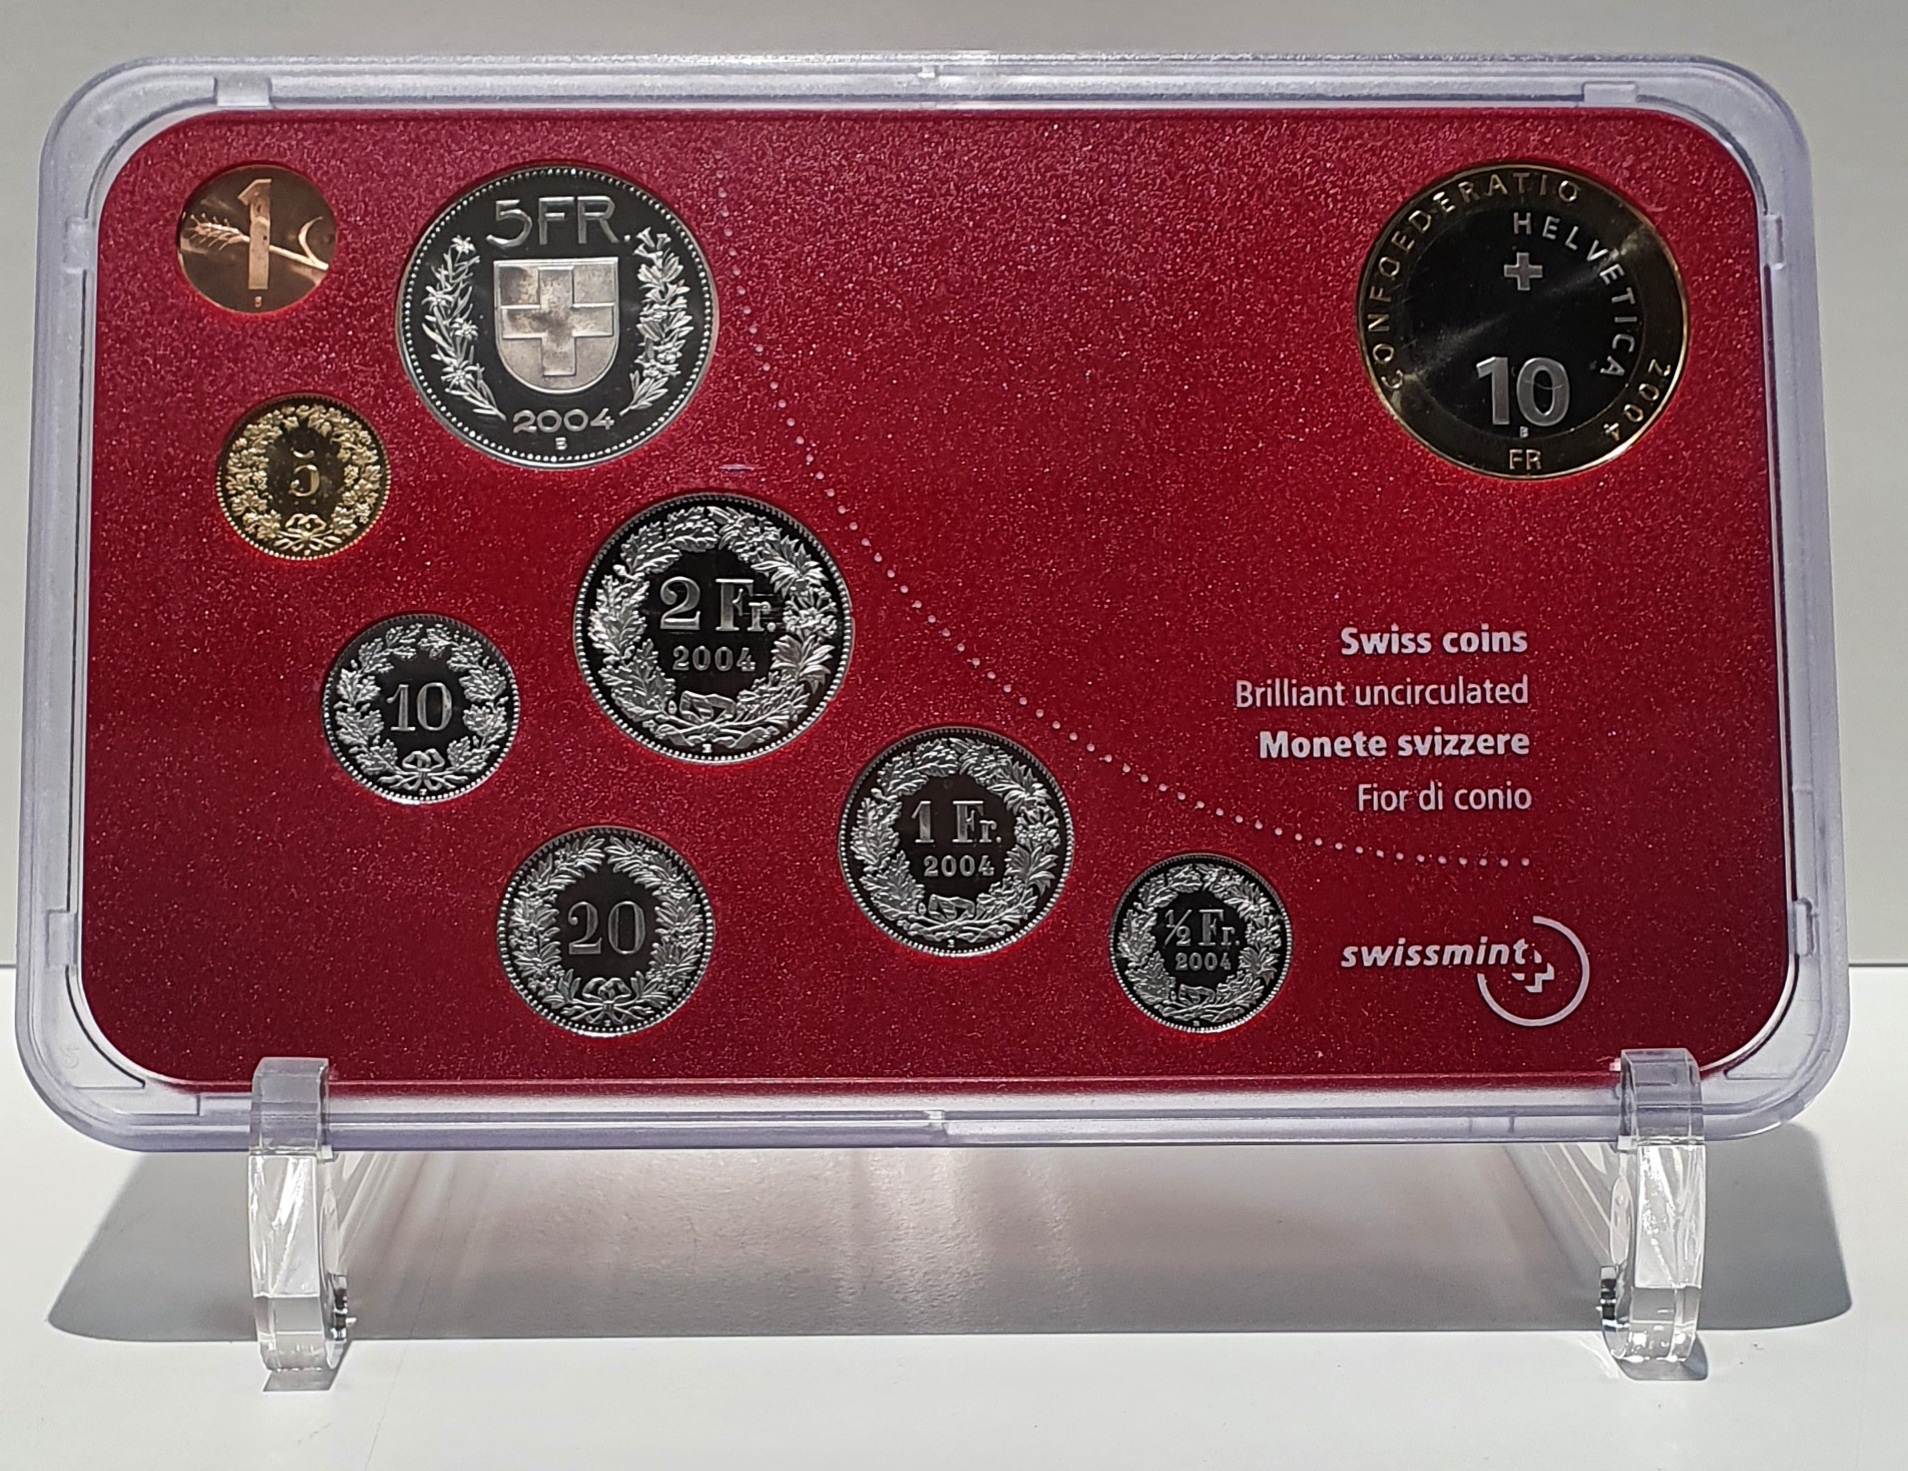 1
B
5FR.
2004
B
CONFOEDERATIO
HELVETICA
2004
10
B
FR
5
2 Fr.
2004
B
10
1 Fr.
2004
B
20
½ Fr.
2004
B
Swiss coins
Brilliant uncirculated
Monete svizzere
Fior di conio
swissmint